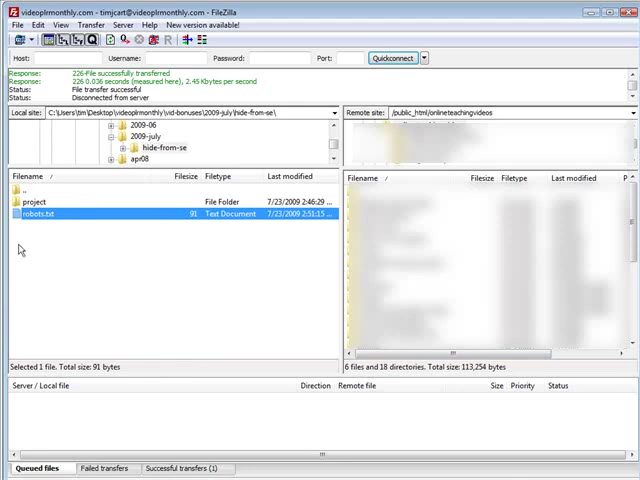 videoplrmonthly.com - timjcart@videoplrmonthly.com - FileZilla
File Edit View Transfer Server Help New version available!
Host: Username: Password: Port: Quickconnect
Response: 226-File successfully transferred
Response: 226 0.036 seconds (measured here), 2.45 Kbytes per second
Status: File transfer successful
Status: Disconnected from server
Local site: C:\Users\tim\Desktop\videoplrmonthly\vid-bonuses\2009-july\hide-from-se\ Remote site: /public_html/onlineteachingvideos
2009-06
2009-july
hide-from-se
apr08
Filename / Filesize Filetype Last modified Filename / Filesize Filetype Last modified P
..
project File Folder 7/23/2009 2:46:29 ...
robots.txt 91 Text Document 7/23/2009 2:51:15 ...
Selected 1 file. Total size: 91 bytes 6 files and 18 directories. Total size: 113,254 bytes
Server / Local file Direction Remote file Size Priority Status
Queued files Failed transfers Successful transfers (1)